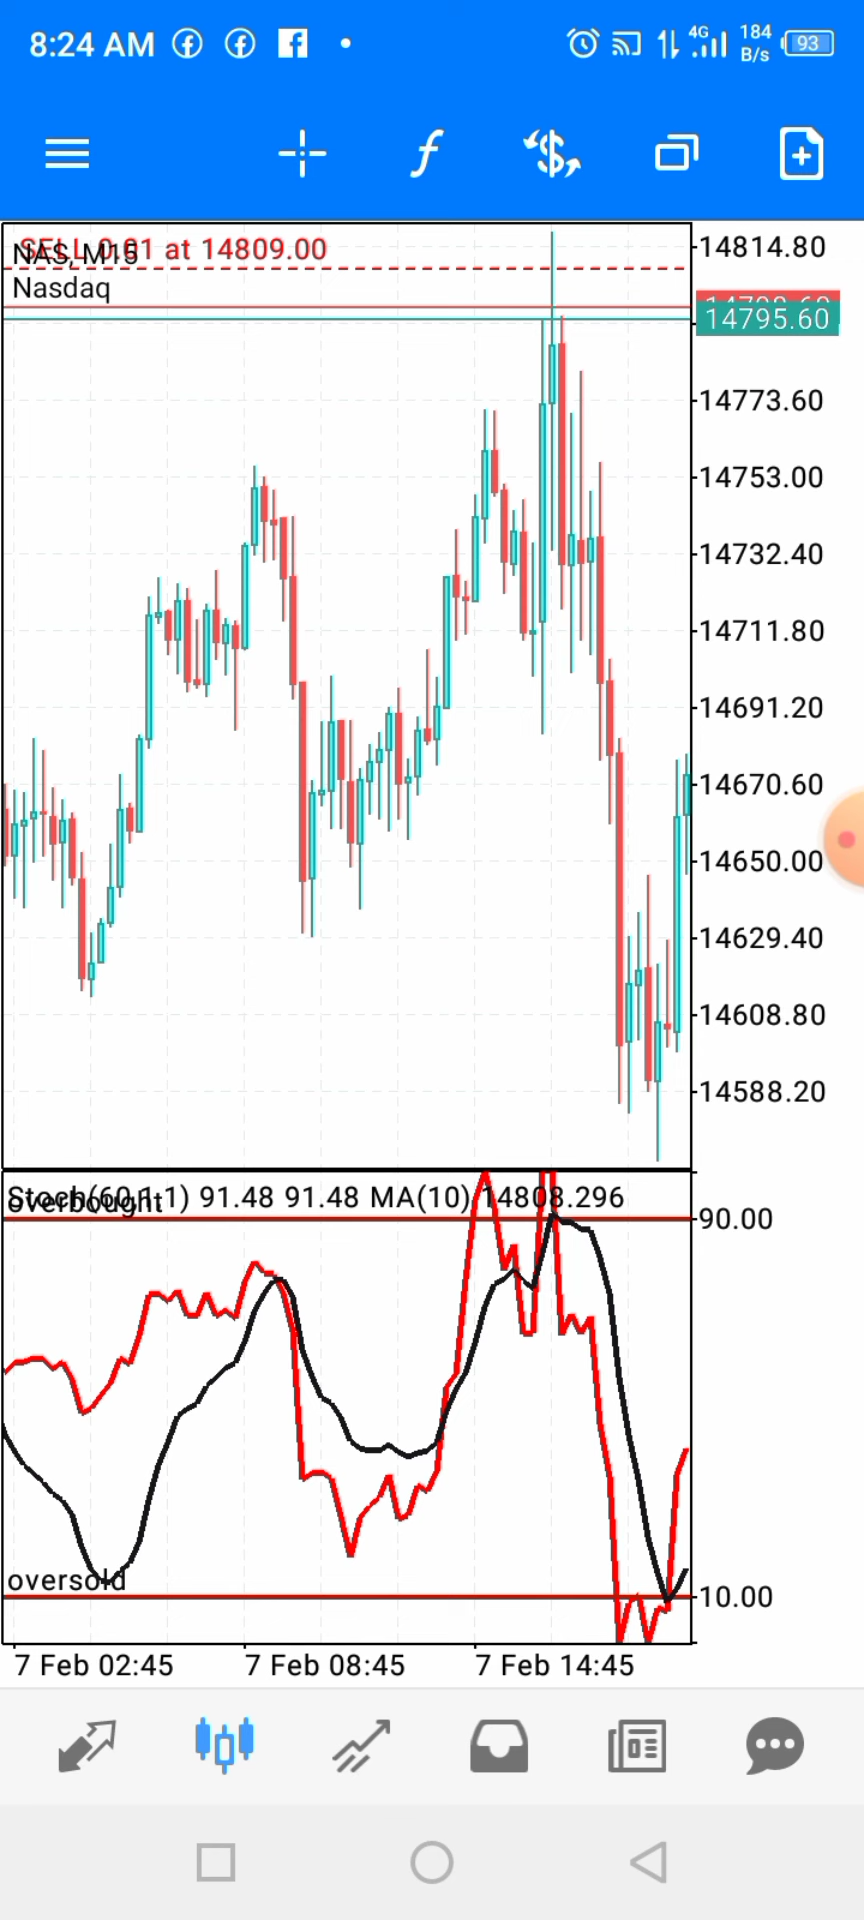 8:24 AM
4G
184
B/s
93
SELL 0.01 at 14809.00
NAS, M15
Nasdaq
14814.80
14795.60
14773.60
14753.00
14732.40
14711.80
14691.20
14670.60
14650.00
14629.40
14608.80
14588.20
Stoch(60,1,1) 91.48 91.48 MA(10) 14808.296
overbought
90.00
oversold
10.00
7 Feb 02:45
7 Feb 08:45
7 Feb 14:45